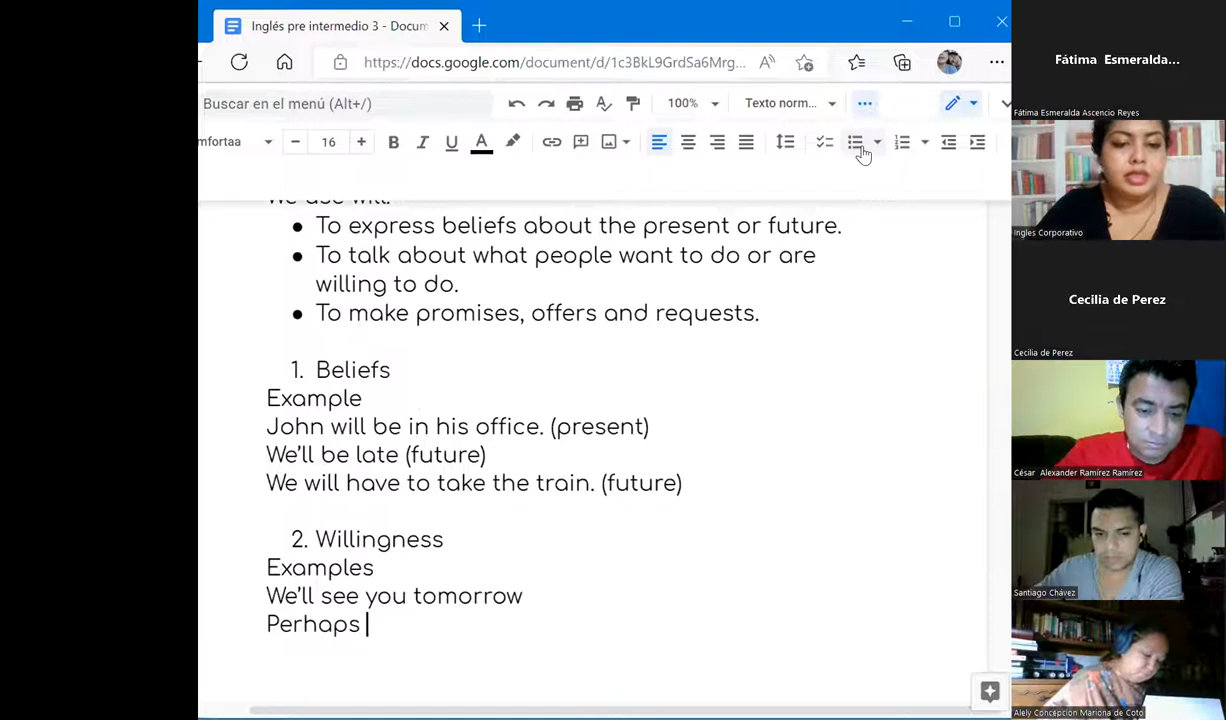 Inglés pre intermedio 3 - Docum
https://docs.google.com/document/d/1c3BkL9GrdSa6Mrg...
Buscar en el menú (Alt+/)
100%
Texto norm...
mfortaa
16
We use will:
● To express beliefs about the present or future.
● To talk about what people want to do or are
willing to do.
● To make promises, offers and requests.
1. Beliefs
Example
John will be in his office. (present)
We'll be late (future)
We will have to take the train. (future)
2. Willingness
Examples
We'll see you tomorrow
Perhaps
Fátima Esmeralda...
Fátima Esmeralda Ascencio Reyes
Ingles Corporativo
Cecilia de Perez
Cecilia de Perez
César Alexander Ramírez Ramírez
Santiago Chávez
Alely Concepcion Mariona de Coto